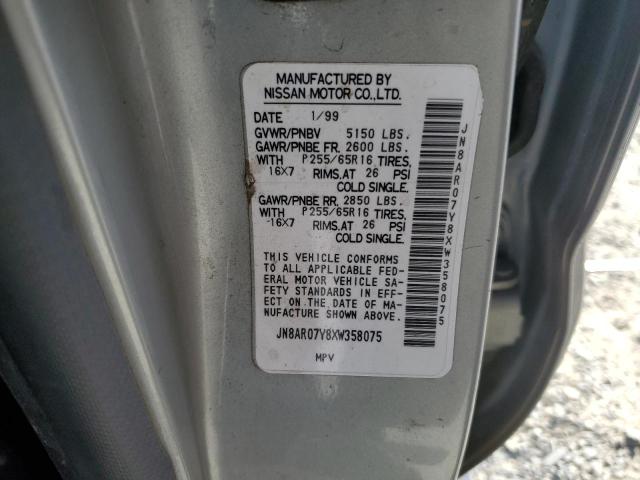 MANUFACTURED BY
NISSAN MOTOR CO.,LTD.
DATE 1/99
GVWR/PNBV 5150 LBS.
GAWR/PNBE FR. 2600 LBS.
WITH P255/65R16 TIRES,
16X7 RIMS,AT 26 PSI
COLD SINGLE.
GAWR/PNBE RR. 2850 LBS.
WITH P255/65R16 TIRES,
16X7 RIMS,AT 26 PSI
COLD SINGLE.
THIS VEHICLE CONFORMS
TO ALL APPLICABLE FED-
ERAL MOTOR VEHICLE SA-
FETY STANDARDS IN EFF-
ECT ON THE DATE OF MA-
NUFACTURE SHOWN ABOVE.
JN8AR07Y8XW358075
MPV
JN8AR07Y8XW358075